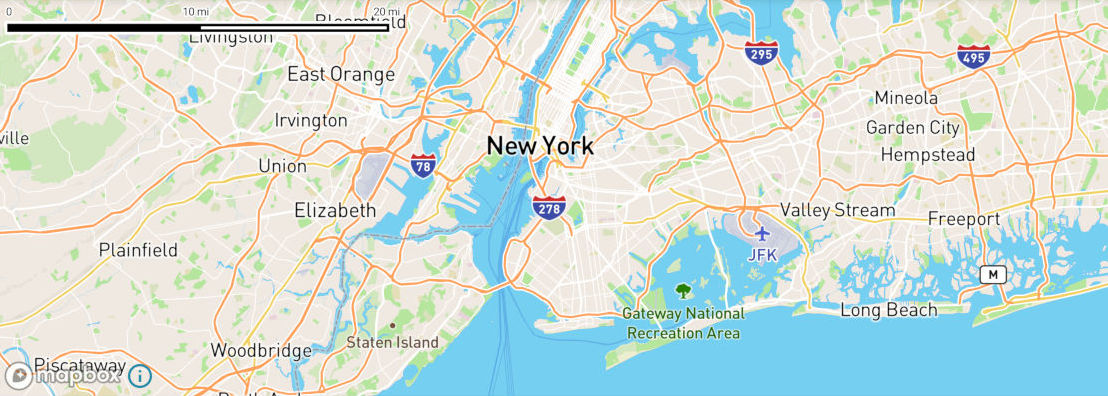 0
10 mi
20 mi
Bloomfield
Livingston
East Orange
295
495
Mineola
Irvington
Garden City
ville
New York
Hempstead
Union
78
Elizabeth
278
Valley Stream
Freeport
Plainfield
JFK
M
Long Beach
Gateway National
Recreation Area
Staten Island
Woodbridge
Piscataway
mapbox
i